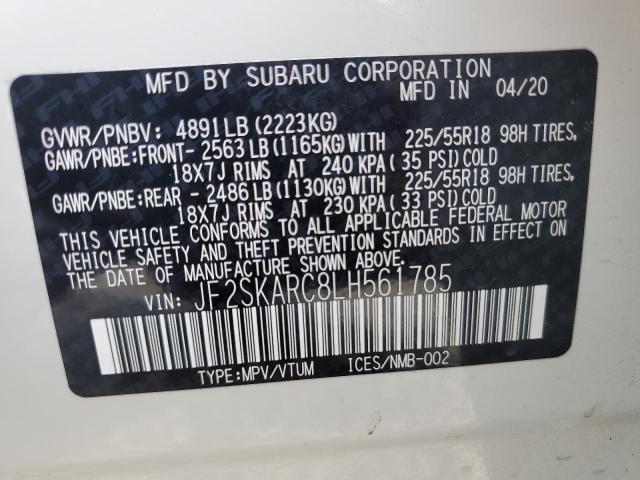 MFD BY SUBARU CORPORATION
MFD IN 04/20
GVWR/PNBV: 4891LB(2223KG)
GAWR/PNBE:FRONT- 2563LB(1165KG)WITH 225/55R18 98H TIRES,
18X7J RIMS AT 240 KPA(35 PSI)COLD
GAWR/PNBE:REAR - 2486LB(1130KG)WITH 225/55R18 98H TIRES,
18X7J RIMS AT 230 KPA(33 PSI)COLD
THIS VEHICLE CONFORMS TO ALL APPLICABLE FEDERAL MOTOR
VEHICLE SAFETY AND THEFT PREVENTION STANDARDS IN EFFECT ON
THE DATE OF MANUFACTURE SHOWN ABOVE.
VIN: JF2SKARC8LH561785
TYPE:MPV/VTUM ICES/NMB-002